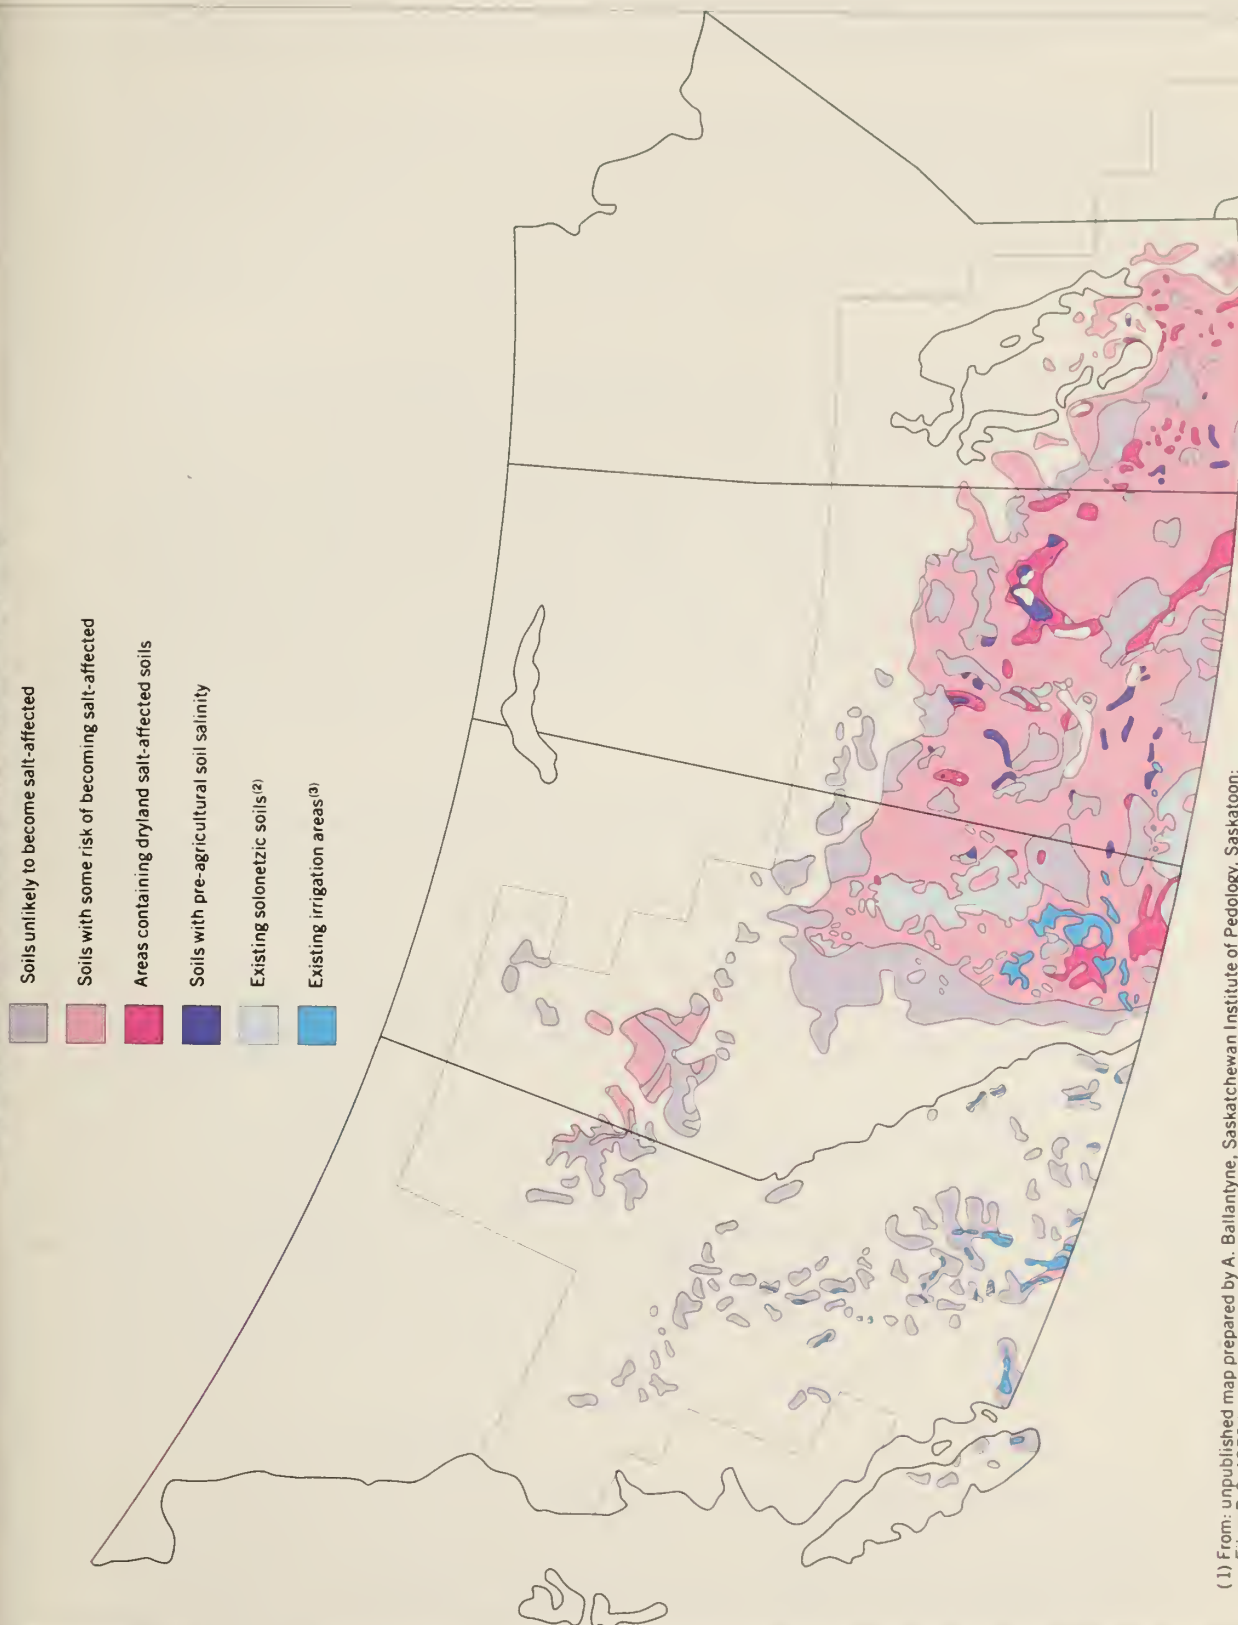 Soils unlikely to become salt-affected
Soils with some risk of becoming salt-affected
Areas containing dryland salt-affected soils
Soils with pre-agricultural soil salinity
Existing solonetzic soils(2)
Existing irrigation areas(3)
(1) From: unpublished map prepared by A. Ballantyne, Saskatchewan Institute of Pedology, Saskatoon;